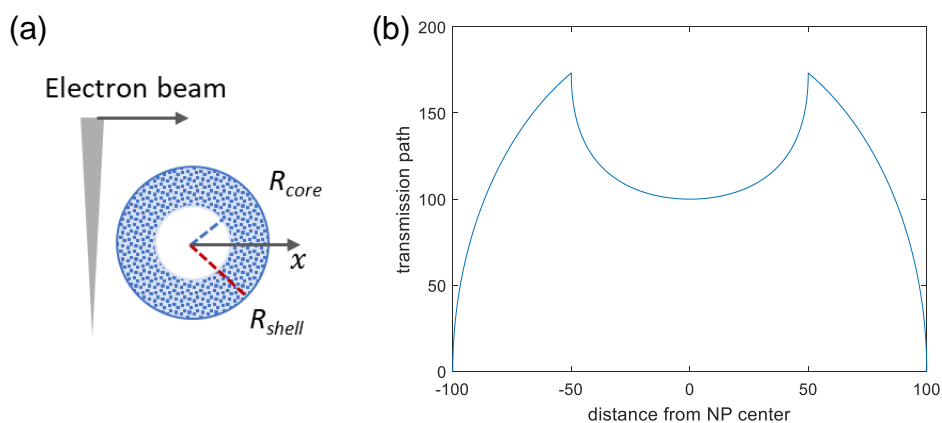 (a)
Electron beam
R_core
x
R_shell
(b)
200
150
100
50
0
-100
-50
0
50
100
transmission path
distance from NP center